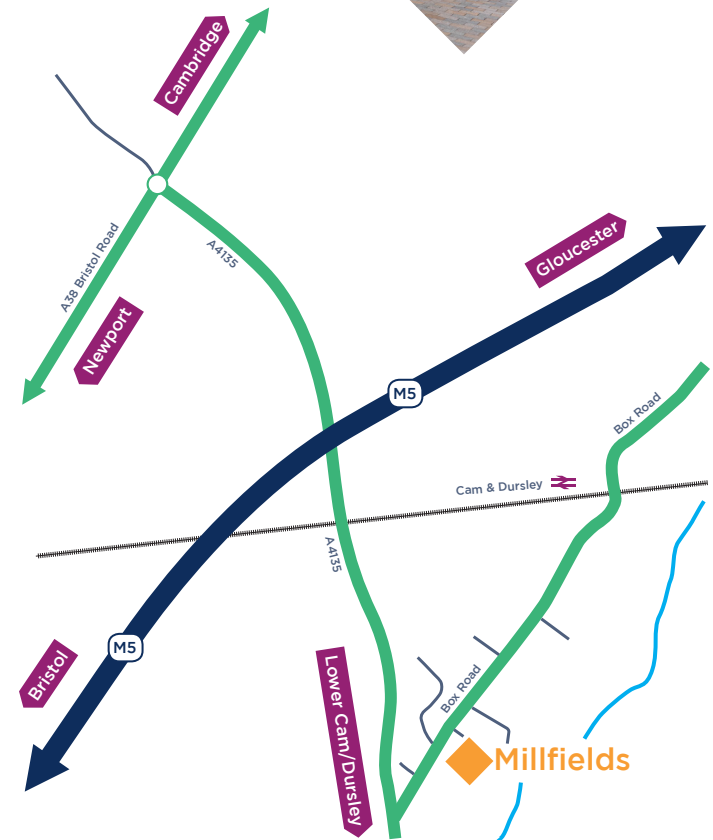 Cambridge
A38 Bristol Road
A4135
Newport
Gloucester
M5
Box Road
Cam & Dursley
A4135
M5
Bristol
Lower Cam/Dursley
Box Road
Millfields